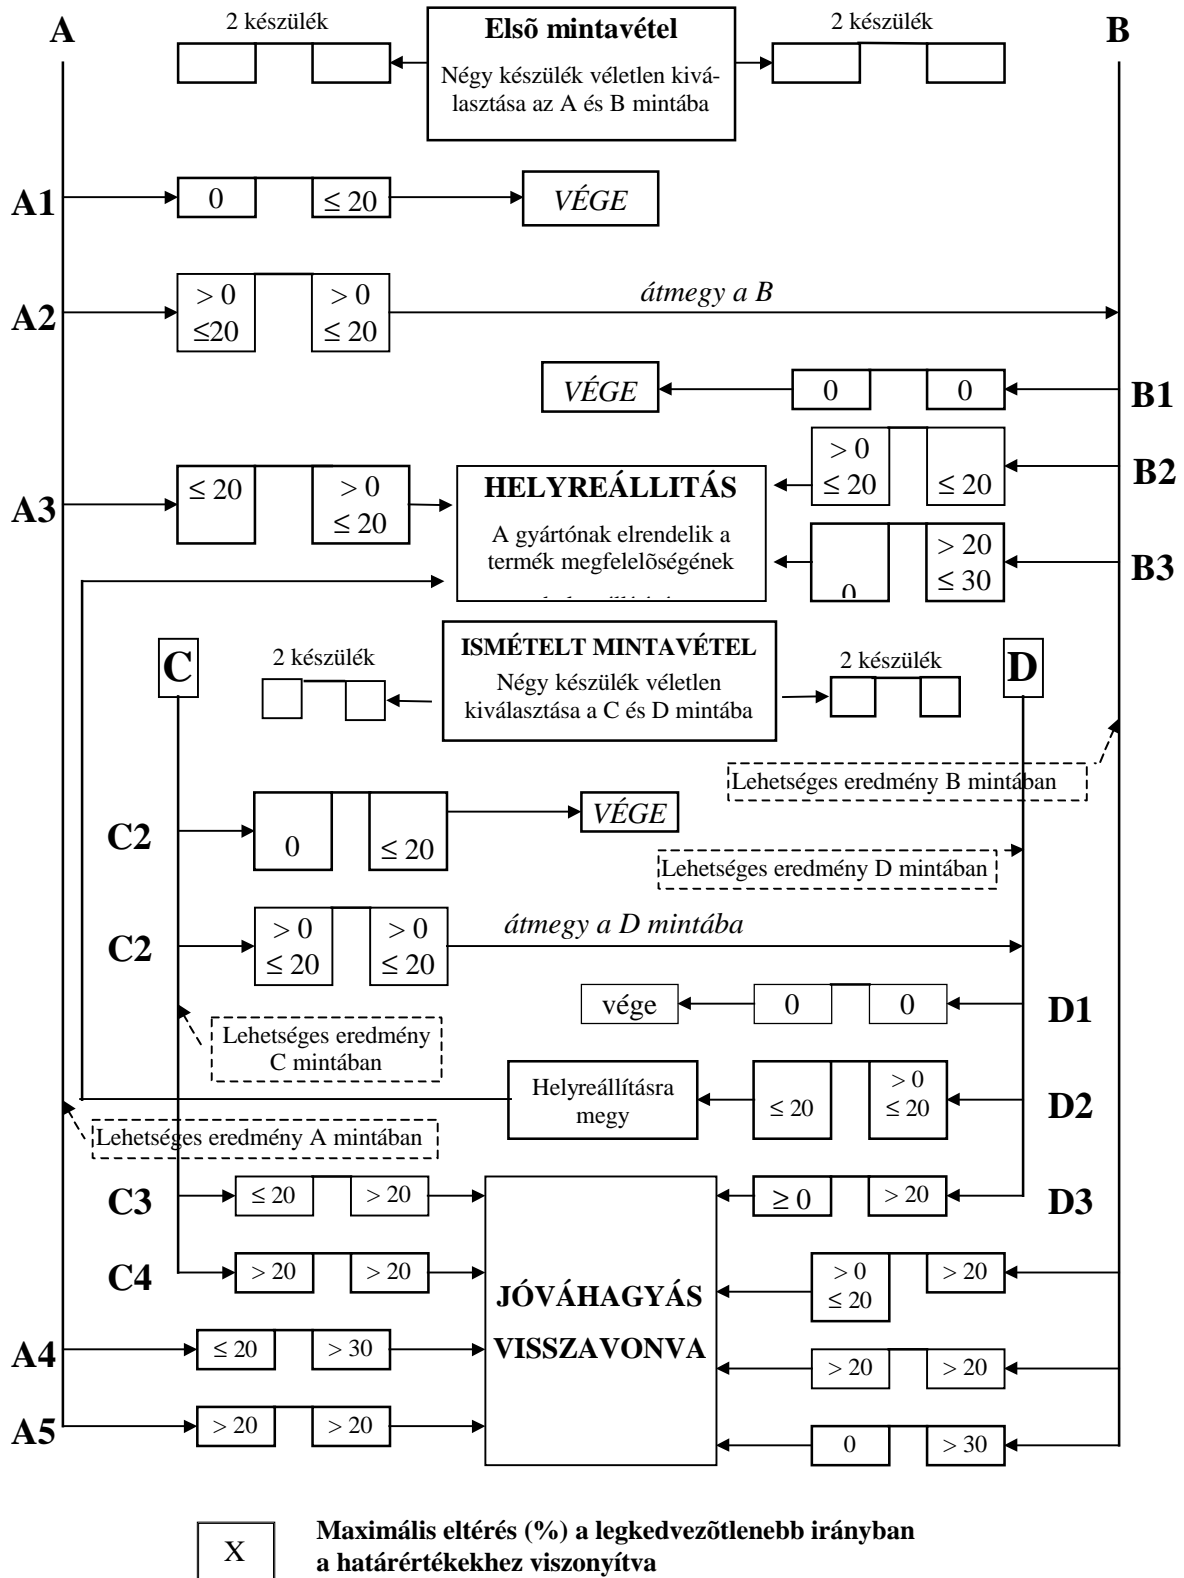 A
2 készülék
Elsõ mintavétel
2 készülék
B
Négy készülék véletlen kivá-
lasztása az A és B mintába
A1
0
≤ 20
VÉGE
A2
> 0
≤20
> 0
≤ 20
átmegy a B
VÉGE
0
0
B1
A3
≤ 20
> 0
≤ 20
HELYREÁLLITÁS
A gyártónak elrendelik a
termék megfelelõségének
> 0
≤ 20
≤ 20
B2
0
> 20
≤ 30
B3
C
2 készülék
ISMÉTELT MINTAVÉTEL
Négy készülék véletlen
kiválasztása a C és D mintába
2 készülék
D
Lehetséges eredmény B mintában
C2
0
≤ 20
VÉGE
Lehetséges eredmény D mintában
C2
> 0
≤ 20
> 0
≤ 20
átmegy a D mintába
vége
0
0
D1
Lehetséges eredmény
C mintában
Helyreállításra
megy
≤ 20
> 0
≤ 20
D2
Lehetséges eredmény A mintában
C3
≤ 20
> 20
≥ 0
> 20
D3
C4
> 20
> 20
JÓVÁHAGYÁS
VISSZAVONVA
> 0
≤ 20
> 20
A4
≤ 20
> 30
> 20
> 20
A5
> 20
> 20
0
> 30
X
Maximális eltérés (%) a legkedvezõtlenebb irányban
a határértékekhez viszonyítva